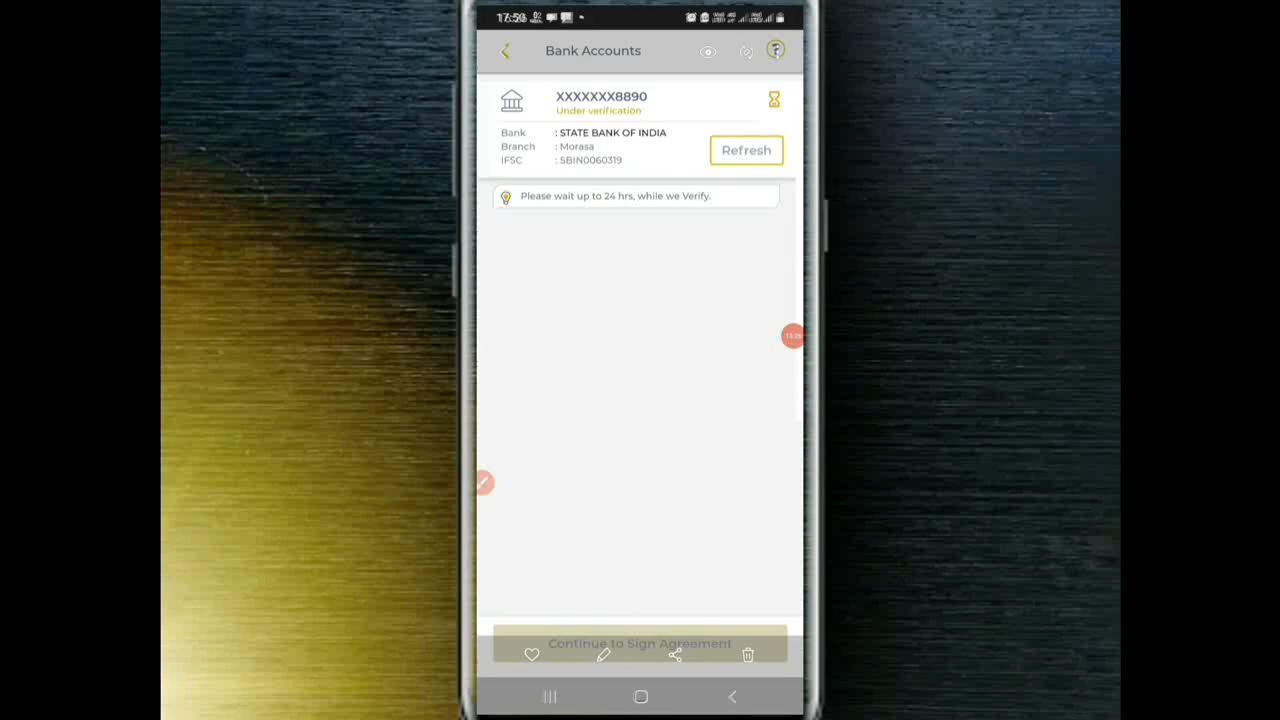 Bank Accounts
XXXXXXX8890
Under verification
Bank : STATE BANK OF INDIA
Branch : Morasa
IFSC : SBIN0060319
Refresh
Please wait up to 24 hrs, while we Verify.
Continue to Sign Agreement